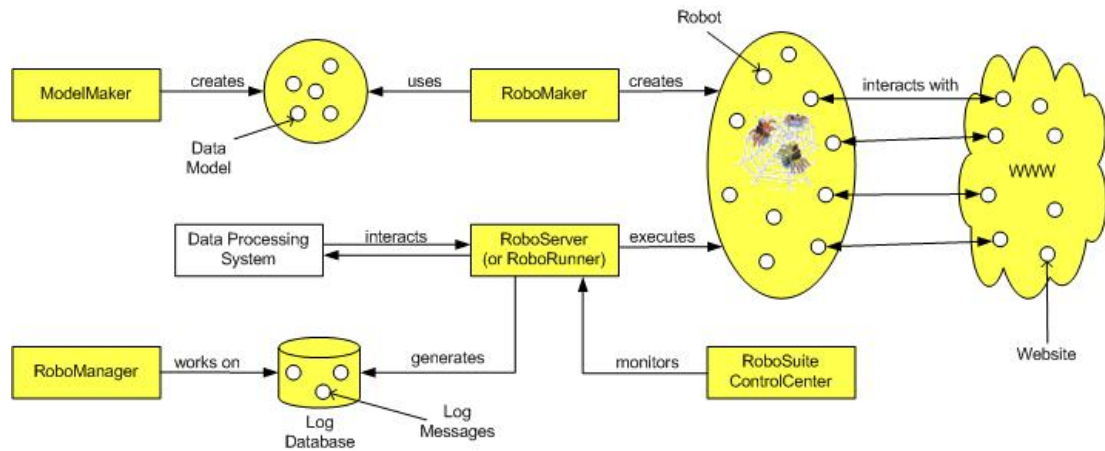 Robot
ModelMaker
creates
uses
RoboMaker
creates
interacts with
Data
Model
WWW
Data Processing
System
interacts
RoboServer
(or RoboRunner)
executes
RoboManager
works on
generates
monitors
RoboSuite
ControlCenter
Website
Log
Database
Log
Messages